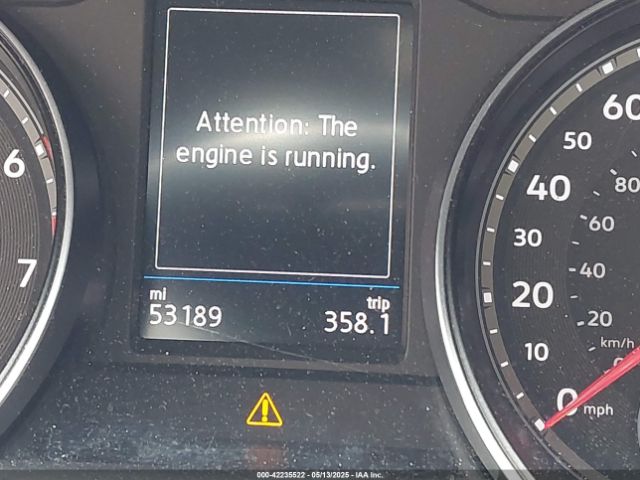 Attention: The
engine is running.
mi
trip
53189
358.1
6
7
60
50
40
30
20
10
0 mph
80
60
40
20
km/h
000-42235522 - 05/13/2025 - IAA Inc.